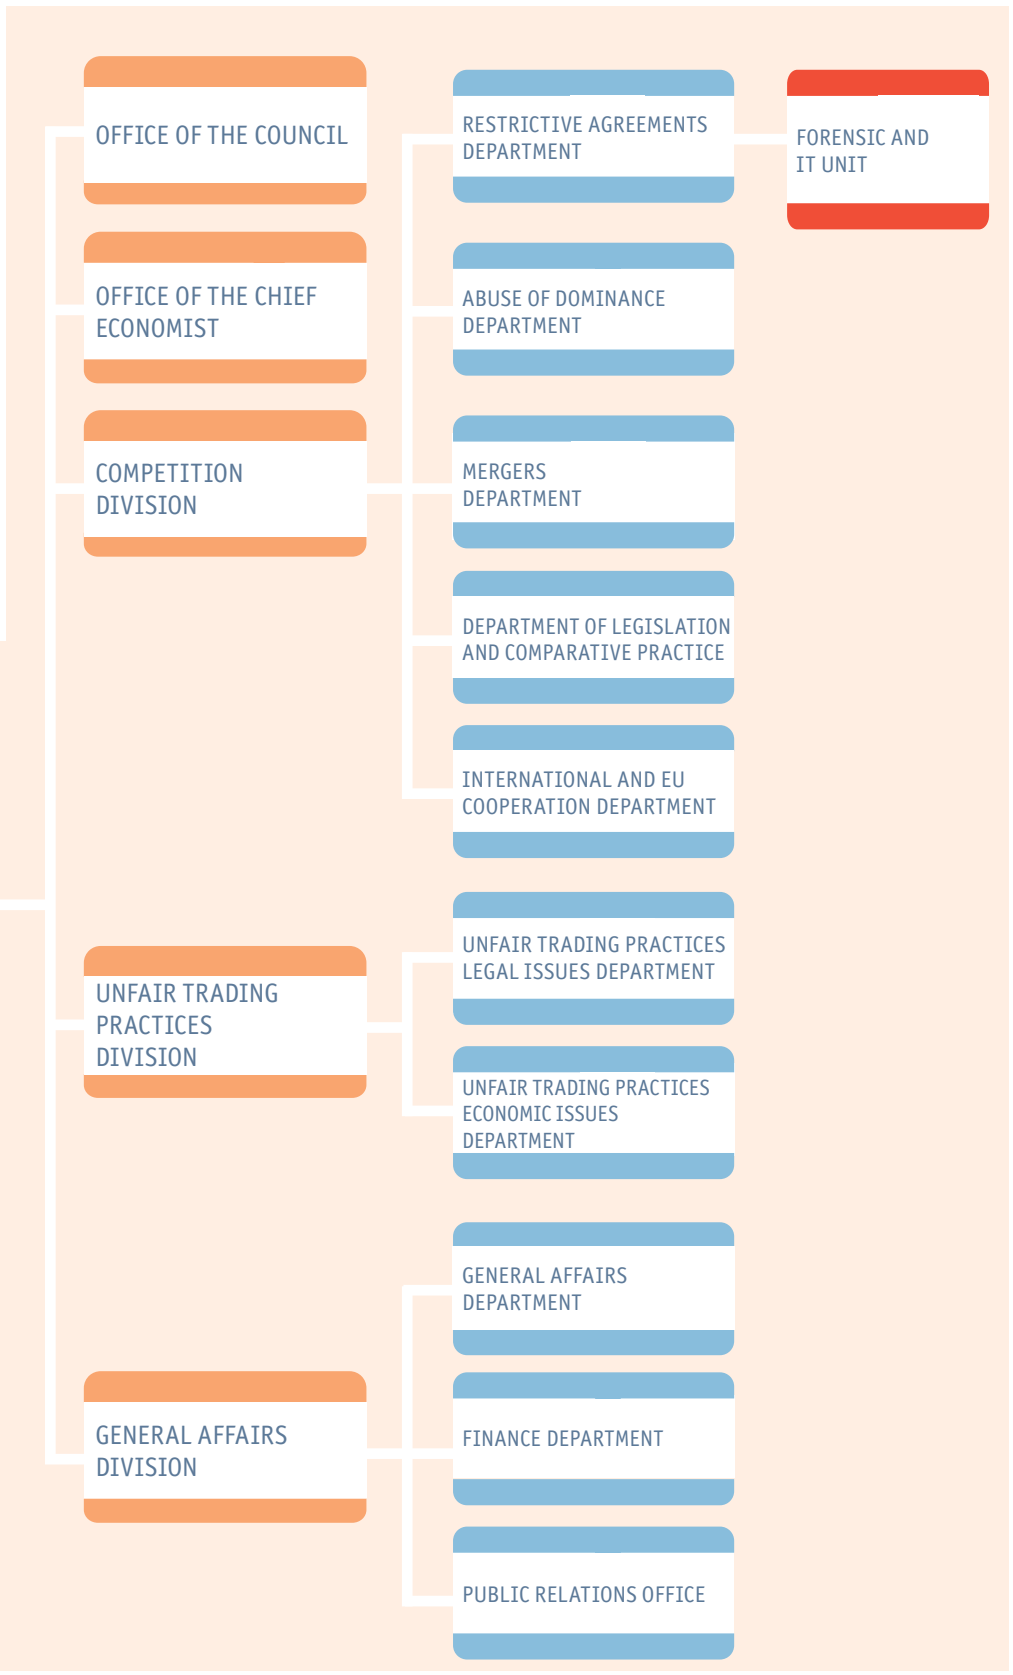 OFFICE OF THE COUNCIL
OFFICE OF THE CHIEF
ECONOMIST
COMPETITION
DIVISION
RESTRICTIVE AGREEMENTS
DEPARTMENT
FORENSIC AND
IT UNIT
ABUSE OF DOMINANCE
DEPARTMENT
MERGERS
DEPARTMENT
DEPARTMENT OF LEGISLATION
AND COMPARATIVE PRACTICE
INTERNATIONAL AND EU
COOPERATION DEPARTMENT
UNFAIR TRADING
PRACTICES
DIVISION
UNFAIR TRADING PRACTICES
LEGAL ISSUES DEPARTMENT
UNFAIR TRADING PRACTICES
ECONOMIC ISSUES
DEPARTMENT
GENERAL AFFAIRS
DIVISION
GENERAL AFFAIRS
DEPARTMENT
FINANCE DEPARTMENT
PUBLIC RELATIONS OFFICE